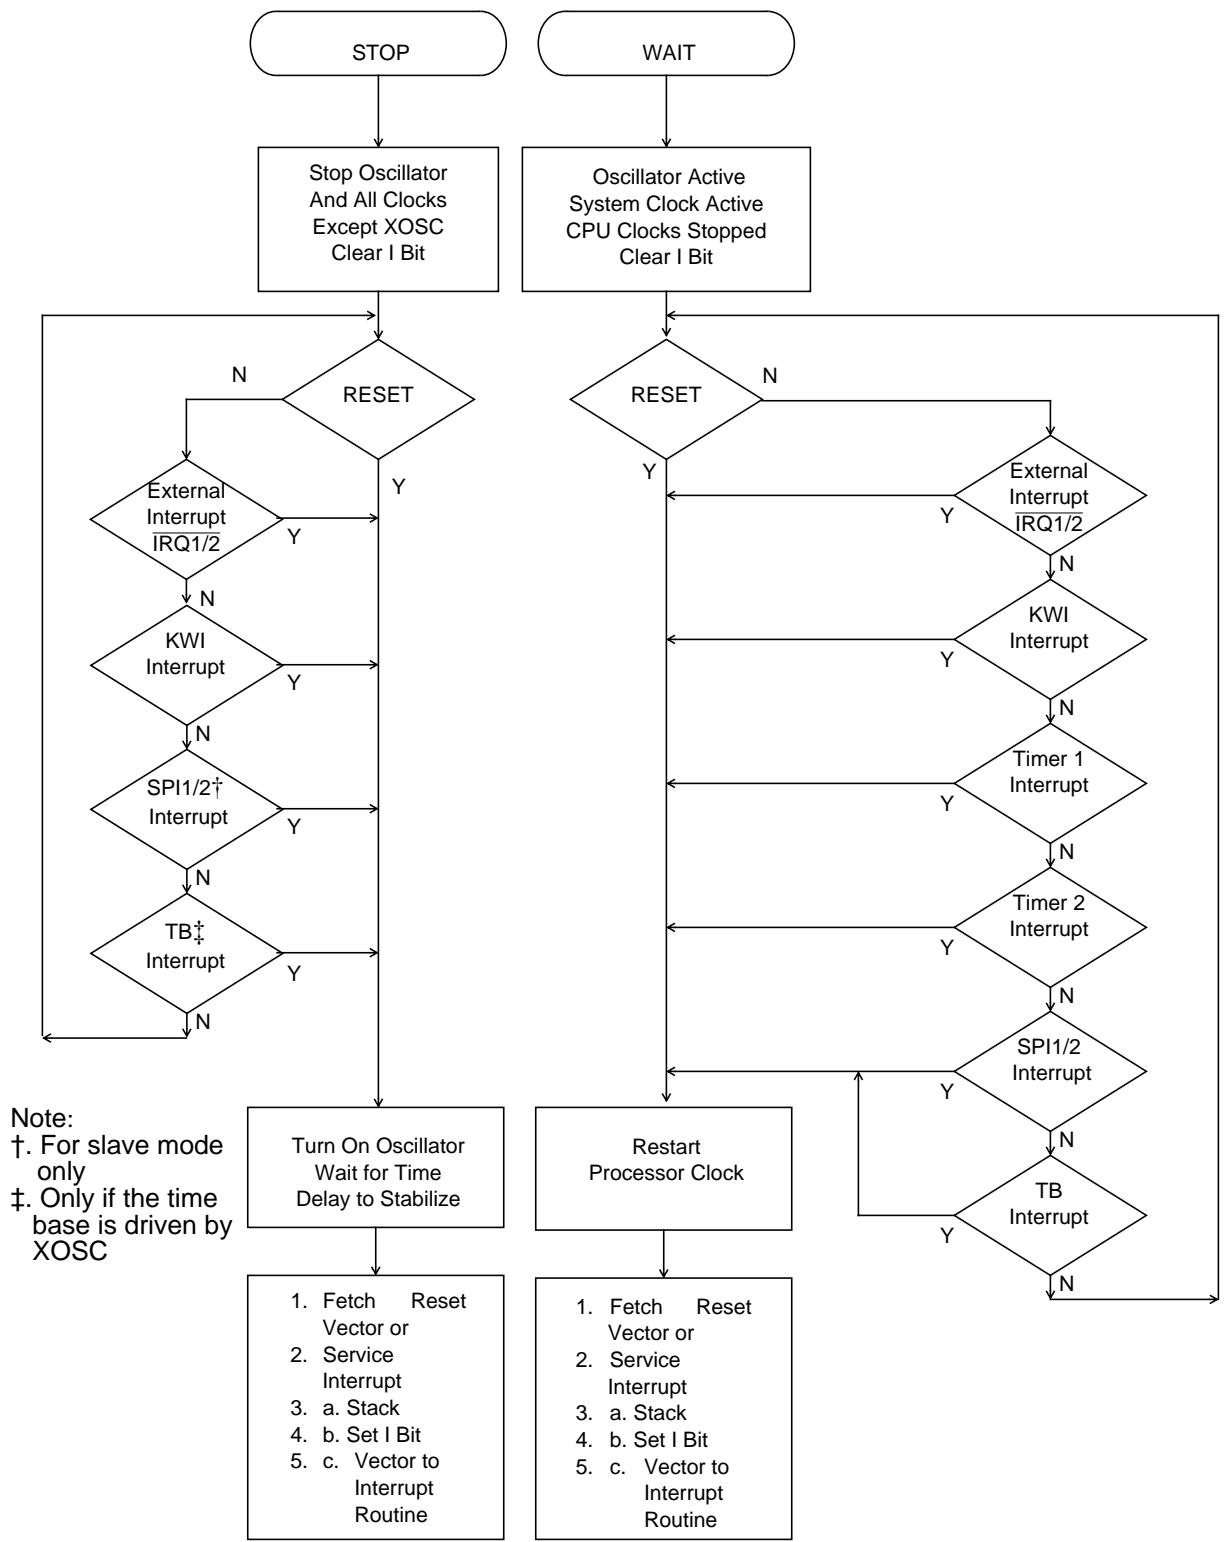 STOP
Stop Oscillator
And All Clocks
Except XOSC
Clear I Bit
RESET
N
Y
External
Interrupt
IRQ1/2
Y
N
KWI
Interrupt
Y
N
SPI1/2†
Interrupt
Y
N
TB‡
Interrupt
Y
N
Turn On Oscillator
Wait for Time
Delay to Stabilize
1. Fetch Reset
Vector or
2. Service
Interrupt
3. a. Stack
4. b. Set I Bit
5. c. Vector to
Interrupt
Routine
Note:
†. For slave mode
only
‡. Only if the time
base is driven by
XOSC
WAIT
Oscillator Active
System Clock Active
CPU Clocks Stopped
Clear I Bit
RESET
N
Y
External
Interrupt
IRQ1/2
Y
N
KWI
Interrupt
Y
N
Timer 1
Interrupt
Y
N
Timer 2
Interrupt
Y
N
SPI1/2
Interrupt
Y
N
TB
Interrupt
Y
N
Restart
Processor Clock
1. Fetch Reset
Vector or
2. Service
Interrupt
3. a. Stack
4. b. Set I Bit
5. c. Vector to
Interrupt
Routine